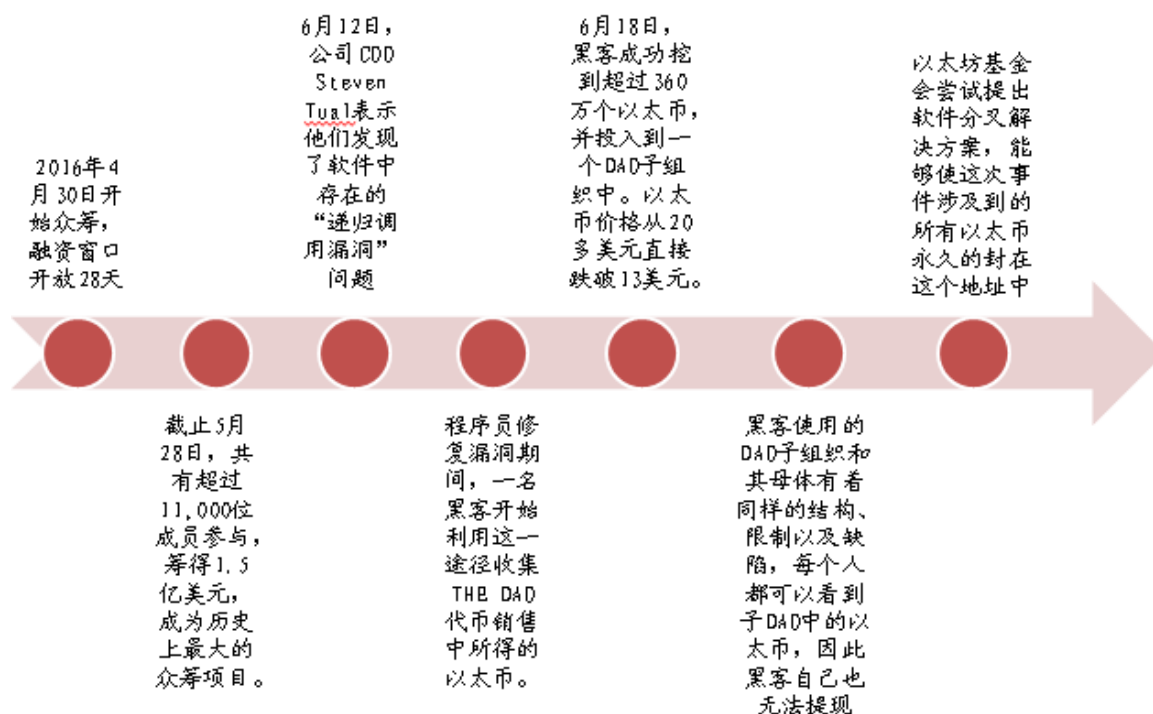 2016年4
月30日开
始众筹，
融资窗口
开放28天
截止5月
28日，共
有超过
11,000位
成员参与，
筹得1.5
亿美元，
成为历史
上最大的
众筹项目。
6月12日，
公司COO
Steven
Tual表示
他们发现
了软件中
存在的
“递归调
用漏洞”
问题
程序员修
复漏洞期
间，一名
黑客开始
利用这一
途径收集
THE DAO
代币销售
中所得的
以太币。
6月18日，
黑客成功挖
到超过360
万个以太币，
并投入到一
个DAO子组
织中。以太
币价格从20
多美元直接
跌破13美元。
黑客使用的
DAO子组织和
其母体有着
同样的结构、
限制以及缺
陷，每个人
都可以看到
子DAO中的以
太币，因此
黑客自己也
无法提现
以太坊基金
会尝试提出
软件分叉解
决方案，能
够使这次事
件涉及到的
所有以太币
永久的封在
这个地址中